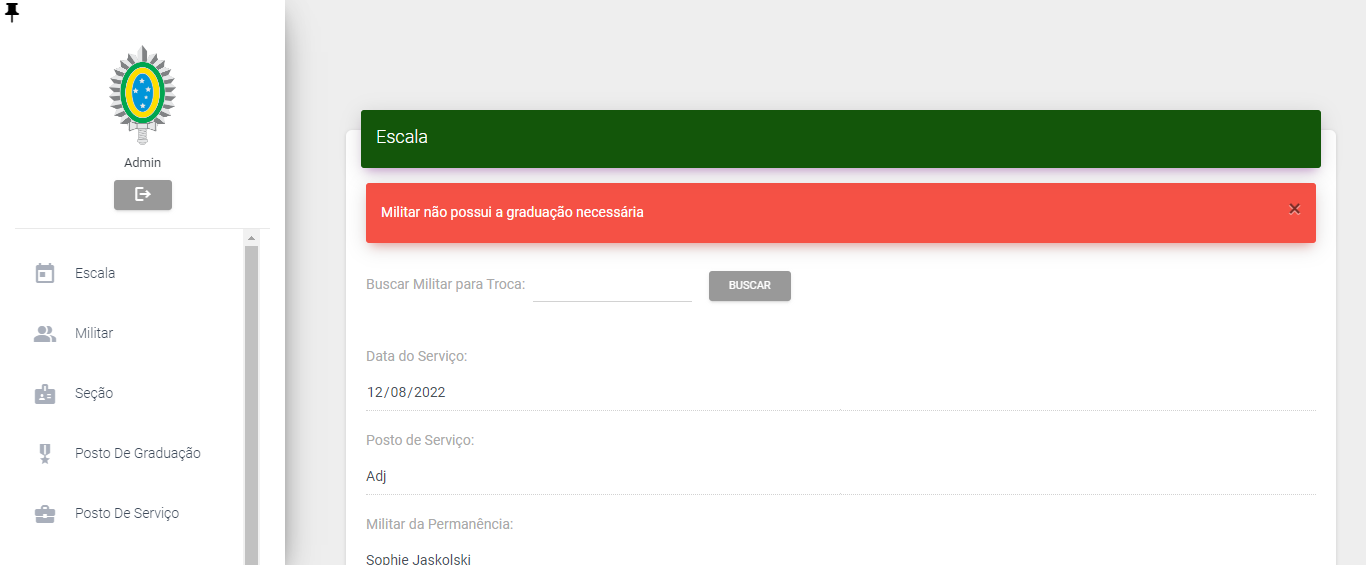 Admin
Escala
Militar
Seção
Posto De Graduação
Posto De Serviço
Escala
Militar não possui a graduação necessária
×
Buscar Militar para Troca:
BUSCAR
Data do Serviço:
12/08/2022
Posto de Serviço:
Adj
Militar da Permanência:
Sophie Jaskolski